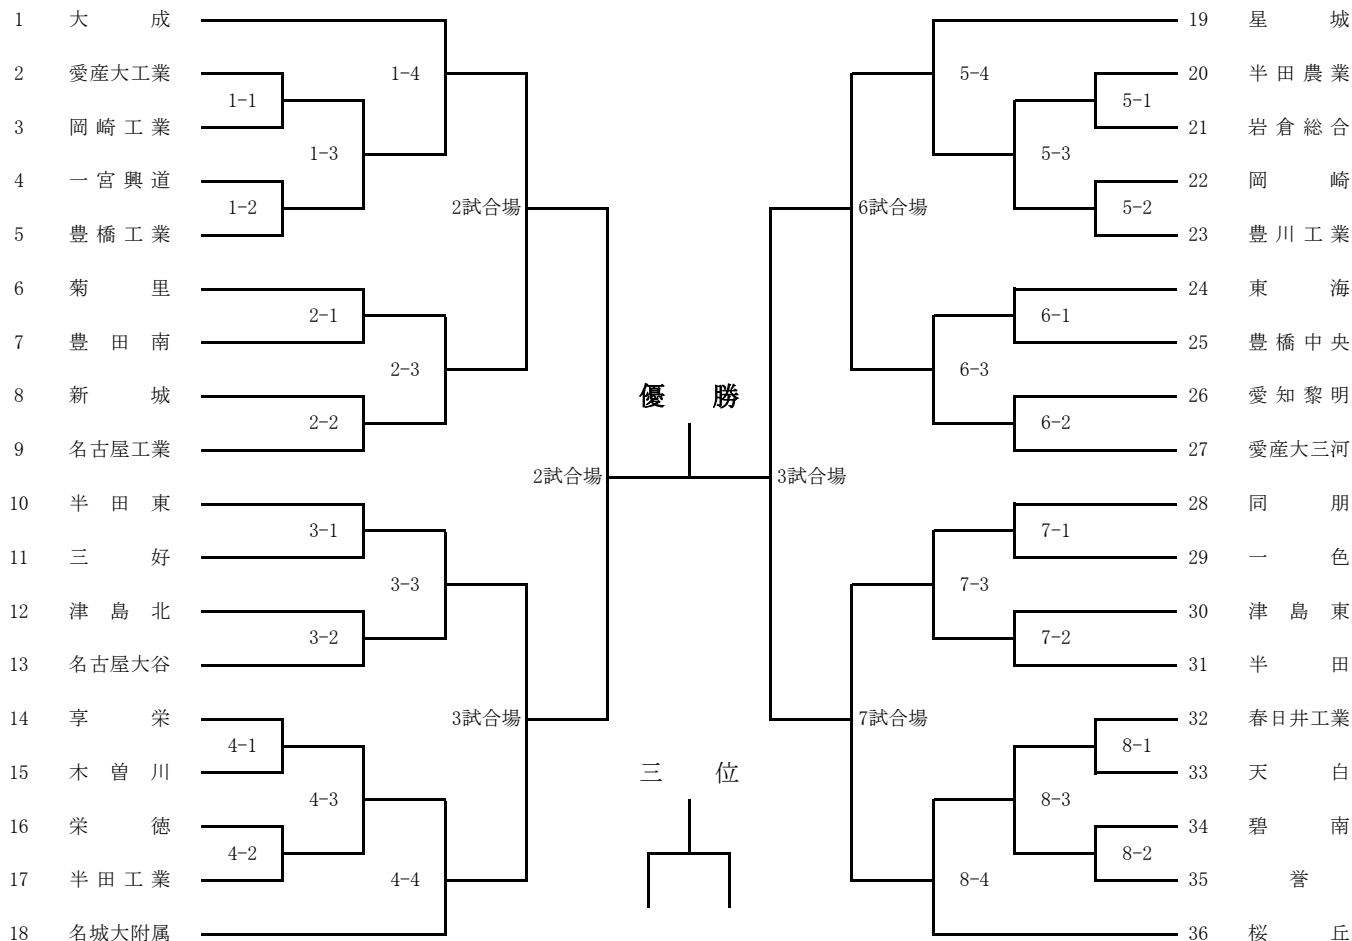 1 大成 19 星城
2 愛産大工業 1-4 5-4 20 半田農業
1-1 5-1
3 岡崎工業 21 岩倉総合
1-3 5-3
4 一宮興道 22 岡崎
1-2 2試合場 6試合場 5-2
5 豊橋工業 23 豊川工業
6 菊里 24 東海
2-1 6-1
7 豊田南 25 豊橋中央
2-3 6-3
8 新城 優勝 26 愛知黎明
2-2 6-2
9 名古屋工業 27 愛産大三河
2試合場 3試合場
10 半田東 28 同朋
3-1 7-1
11 三好 29 一色
3-3 7-3
12 津島北 30 津島東
3-2 7-2
13 名古屋大谷 31 半田
14 享栄 3試合場 7試合場 32 春日井工業
4-1 8-1
15 木曽川 三位 33 天白
4-3 8-3
16 栄徳 34 碧南
4-2 8-2
17 半田工業 4-4 8-4 35 誉
18 名城大附属 36 桜丘